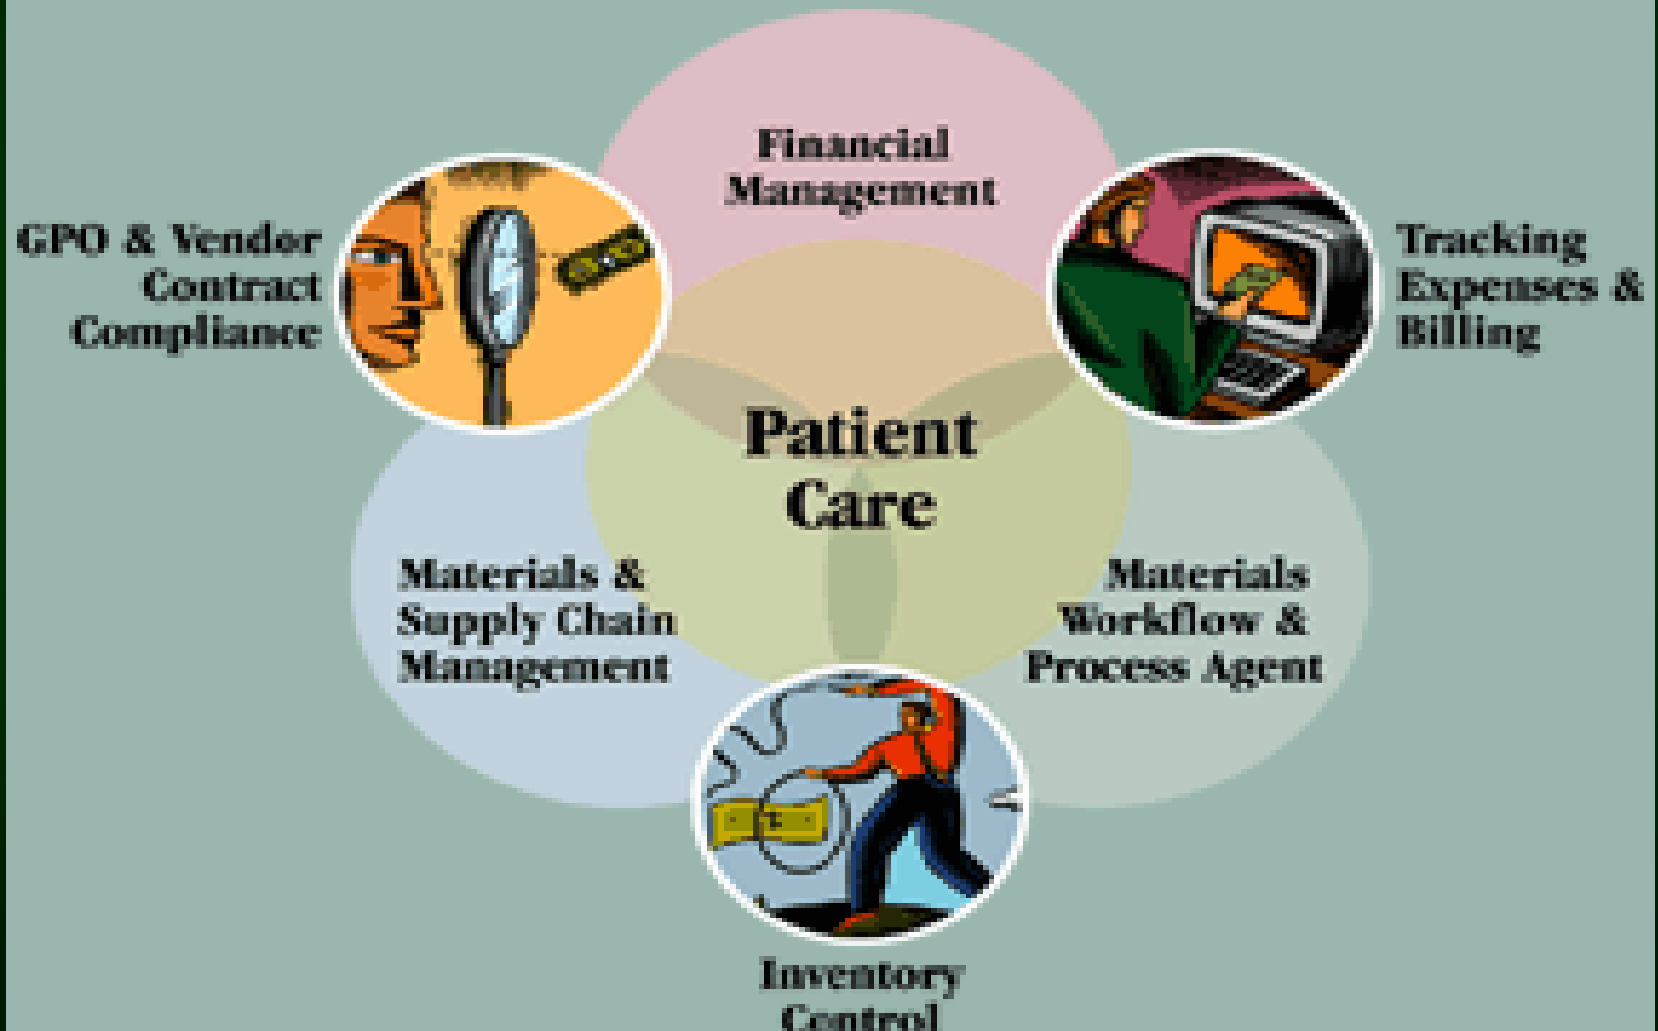 Financial
Management
GPO & Vendor
Contract
Compliance
Tracking
Expenses &
Billing
Patient
Care
Materials &
Supply Chain
Management
Materials
Workflow &
Process Agent
Inventory
Control